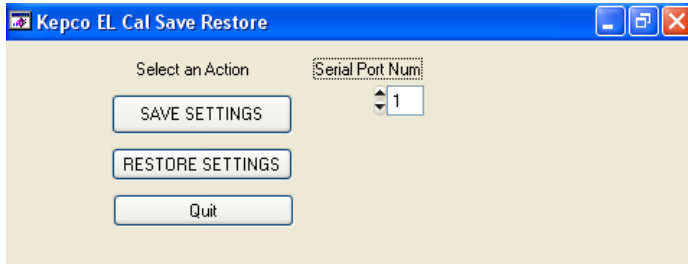 Kepco EL Cal Save Restore
Select an Action
Serial Port Num
SAVE SETTINGS
1
RESTORE SETTINGS
Quit